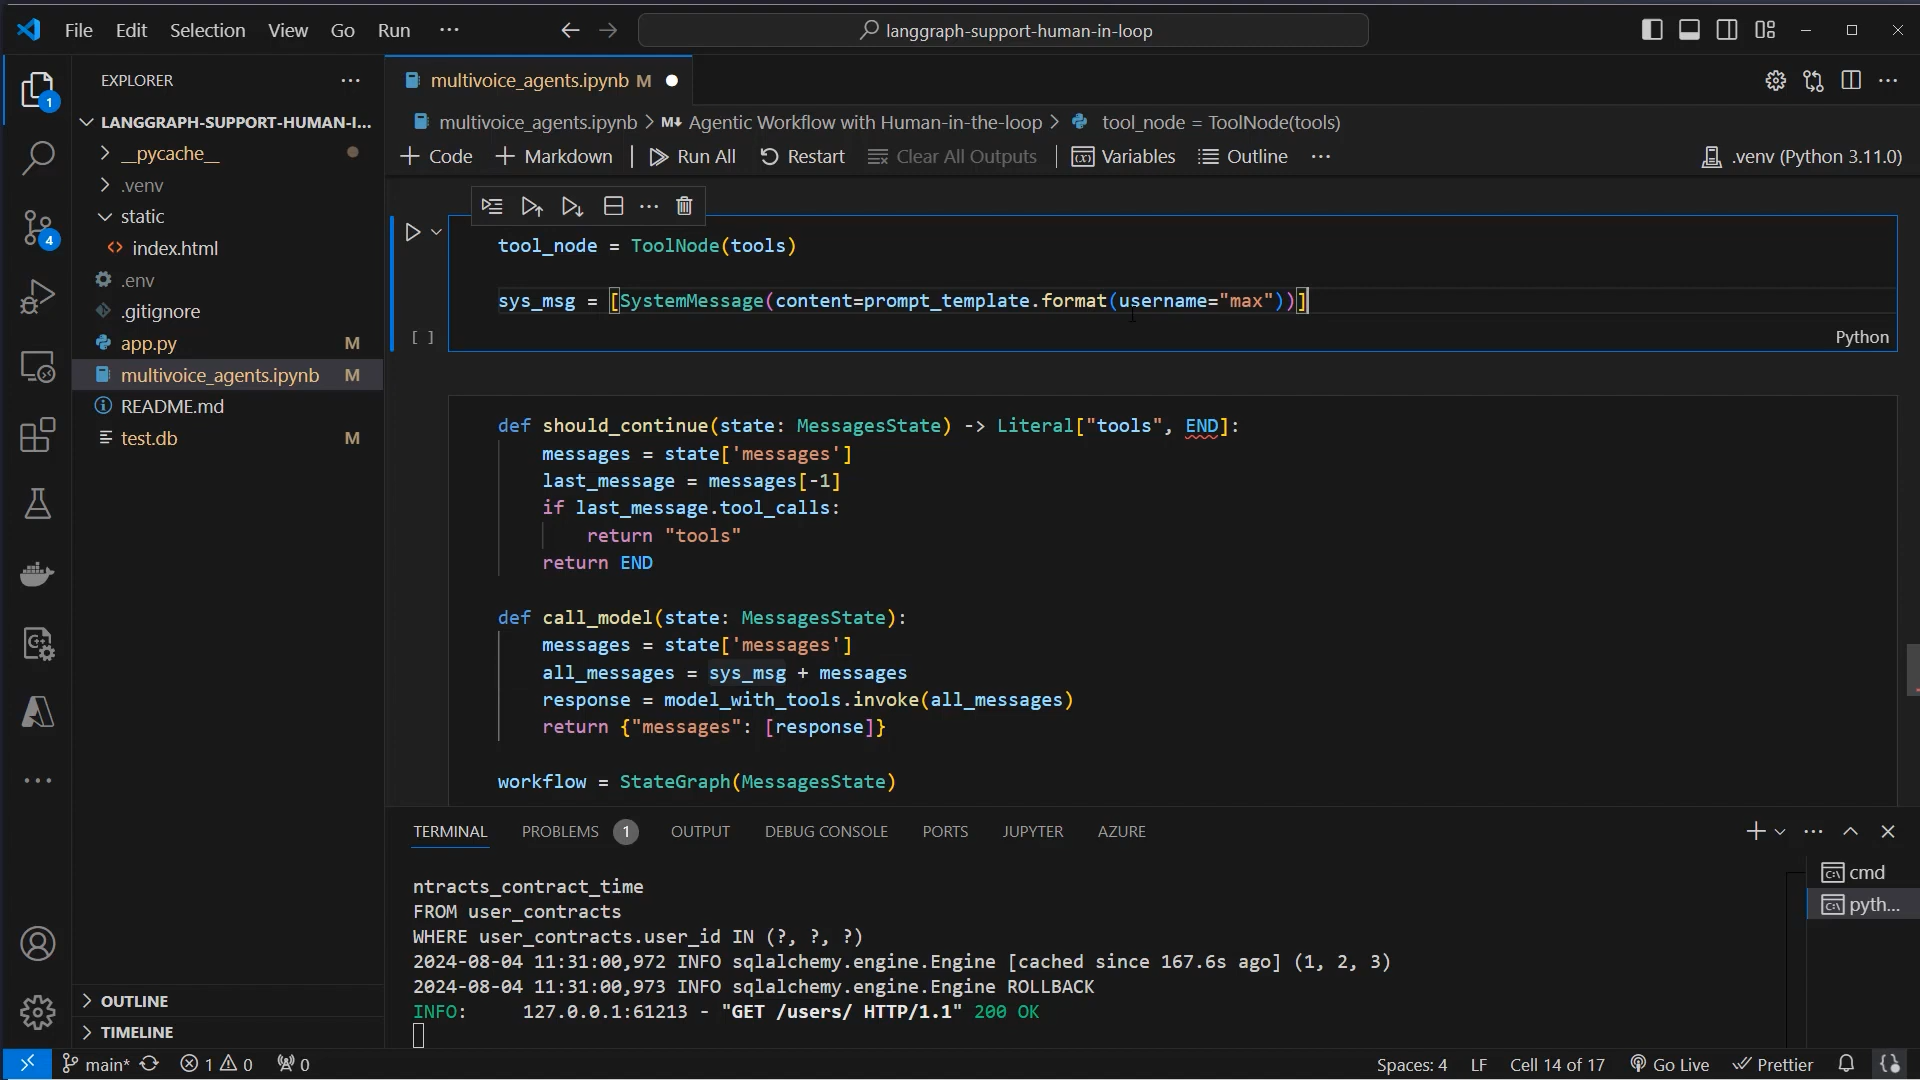 File Edit Selection View Go Run ··· langgraph-support-human-in-loop
EXPLORER ···
LANGGRAPH-SUPPORT-HUMAN-I...
__pycache__
.venv
static
<> index.html
.env
.gitignore
app.py M
multivoice_agents.ipynb M
README.md
test.db M
OUTLINE
TIMELINE
1
4
multivoice_agents.ipynb M
multivoice_agents.ipynb > M↓ Agentic Workflow with Human-in-the-loop > tool_node = ToolNode(tools)
+ Code + Markdown | Run All Restart Clear All Outputs | Variables Outline ··· .venv (Python 3.11.0)
tool_node = ToolNode(tools)
sys_msg = [SystemMessage(content=prompt_template.format(username="max"))]
[ ]
Python
def should_continue(state: MessagesState) -> Literal["tools", END]:
messages = state['messages']
last_message = messages[-1]
if last_message.tool_calls:
return "tools"
return END
def call_model(state: MessagesState):
messages = state['messages']
all_messages = sys_msg + messages
response = model_with_tools.invoke(all_messages)
return {"messages": [response]}
workflow = StateGraph(MessagesState)
TERMINAL PROBLEMS 1 OUTPUT DEBUG CONSOLE PORTS JUPYTER AZURE
ntracts_contract_time
FROM user_contracts
WHERE user_contracts.user_id IN (?, ?, ?)
2024-08-04 11:31:00,972 INFO sqlalchemy.engine.Engine [cached since 167.6s ago] (1, 2, 3)
2024-08-04 11:31:00,973 INFO sqlalchemy.engine.Engine ROLLBACK
INFO: 127.0.0.1:61213 - "GET /users/ HTTP/1.1" 200 OK
cmd
pyth...
main* 1 0 0 Spaces: 4 LF Cell 14 of 17 Go Live Prettier